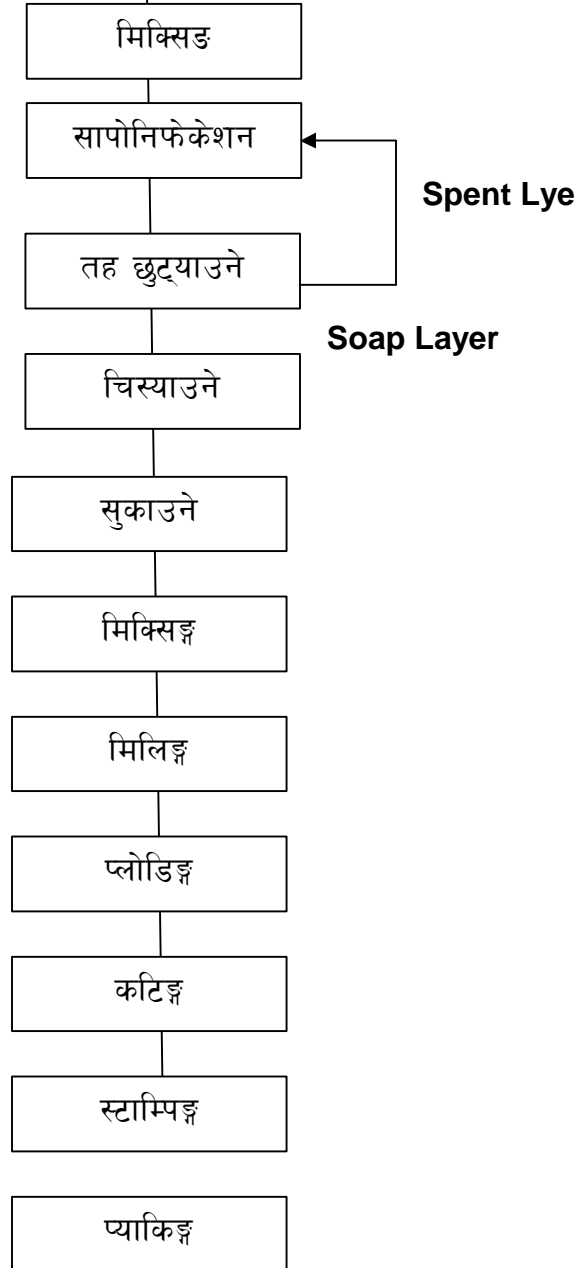 मिक्सिङ
सापोनिफेकेशन
Spent Lye
तह छुट्याउने
Soap Layer
चिस्याउने
सुकाउने
मिक्सिङ्ग
मिलिङ्ग
प्लोडिङ्ग
कटिङ्ग
स्टाम्पिङ्ग
प्याकिङ्ग